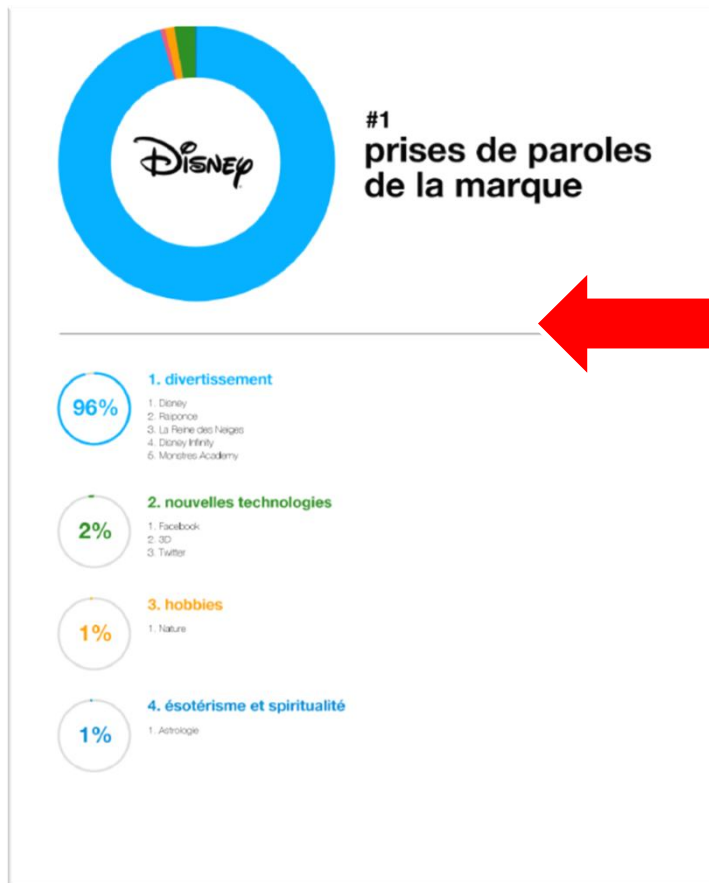 Disney
#1
prises de paroles
de la marque
96%
1. divertissement
1. Disney
2. Raiponce
3. La Reine des Neiges
4. Disney Infinity
5. Monstres Academy
2%
2. nouvelles technologies
1. Facebook
2. 3D
3. Twitter
1%
3. hobbies
1. Nature
1%
4. ésotérisme et spiritualité
1. Astrologie